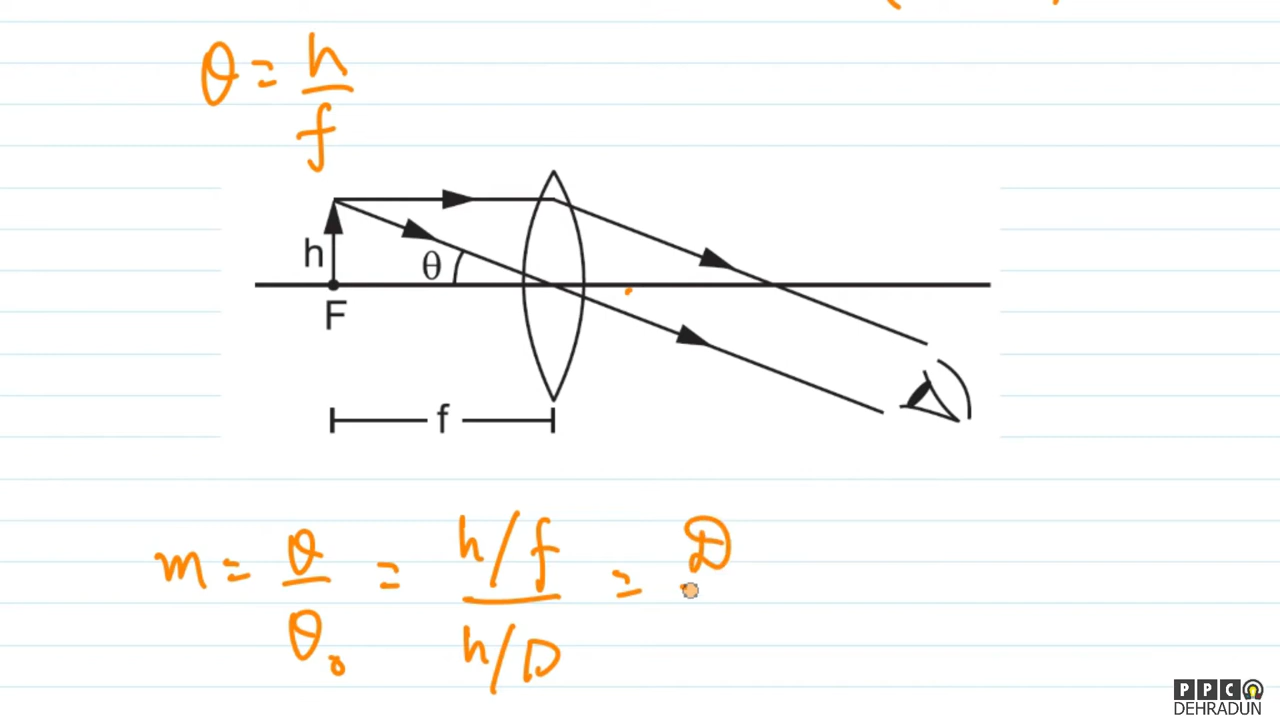 θ = h/f
h
θ
F
f
m = θ/θ₀ = h/f / h/D = D
PPC
DEHRADUN